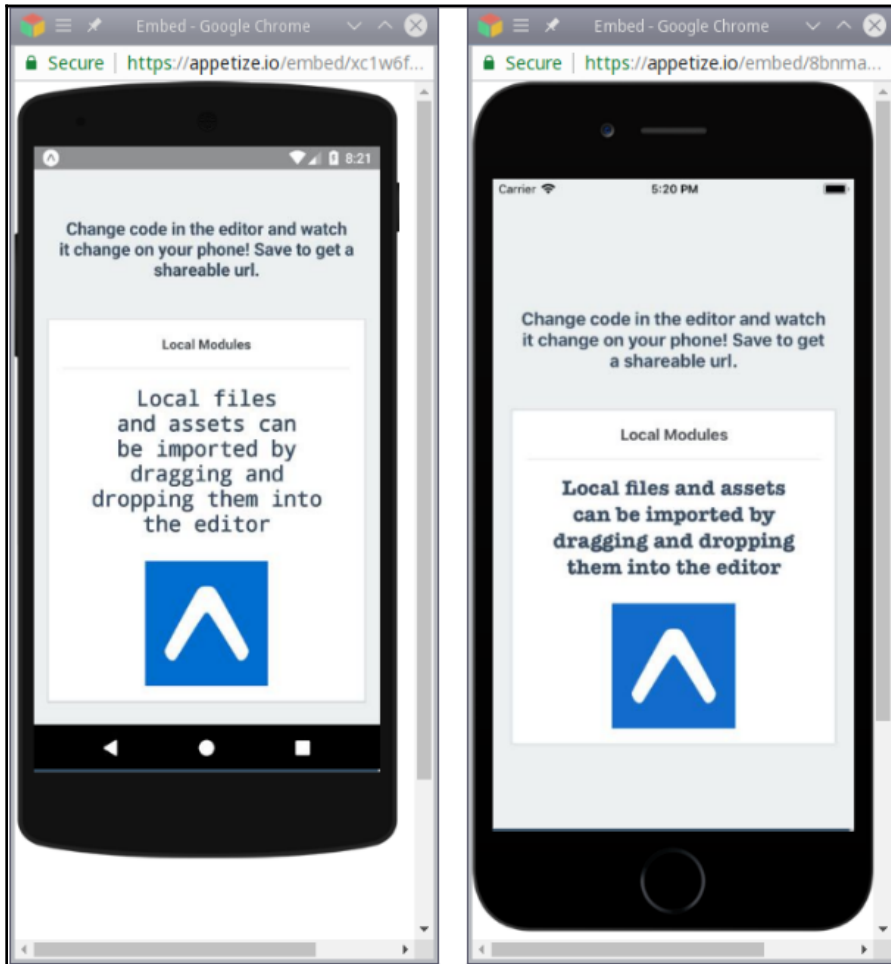 Embed - Google Chrome
Secure | https://appetize.io/embed/xc1w6f...
8:21
Change code in the editor and watch
it change on your phone! Save to get a
shareable url.
Local Modules
Local files
and assets can
be imported by
dragging and
dropping them into
the editor
Embed - Google Chrome
Secure | https://appetize.io/embed/8bnma...
Carrier 5:20 PM
Change code in the editor and watch
it change on your phone! Save to get
a shareable url.
Local Modules
Local files and assets
can be imported by
dragging and dropping
them into the editor